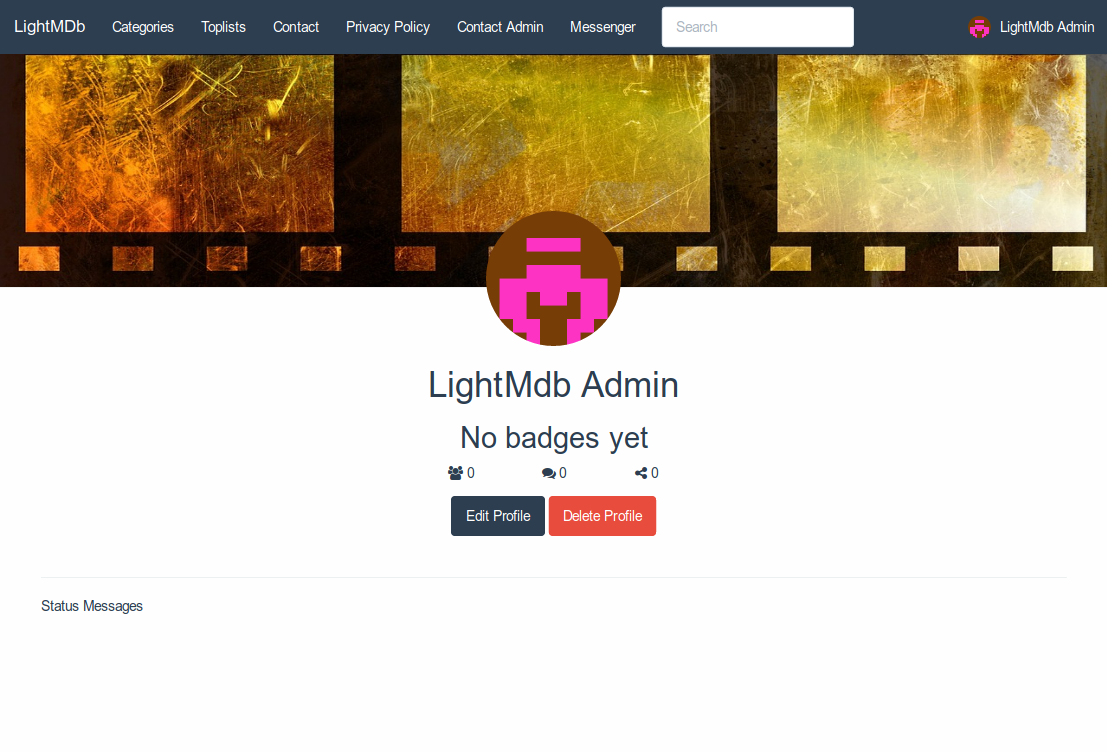 LightMDb Categories Toplists Contact Privacy Policy Contact Admin Messenger Search LightMdb Admin
LightMdb Admin
No badges yet
0 0 0
Edit Profile Delete Profile
Status Messages